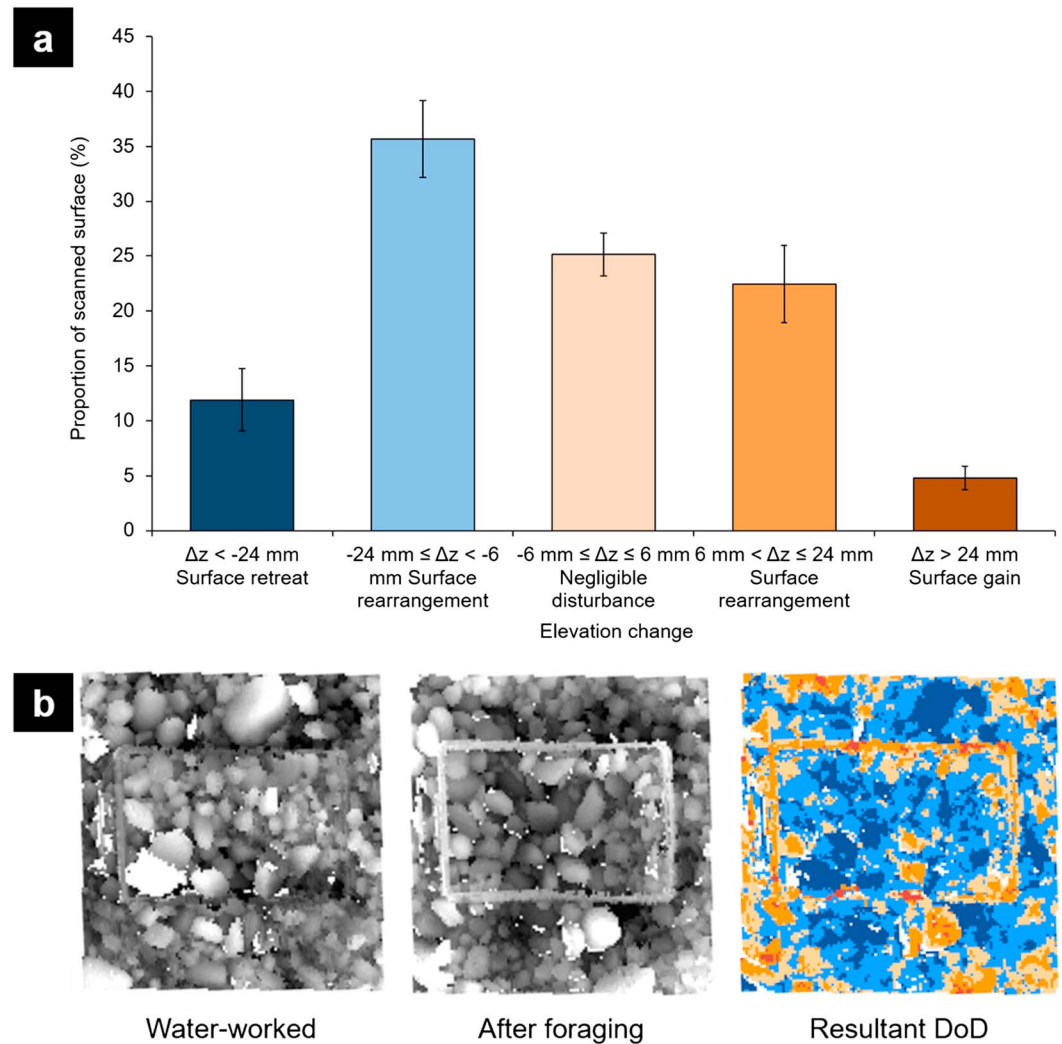 a
45
40
35
30
25
20
15
10
5
0
Proportion of scanned surface (%)
Δz < -24 mm
Surface retreat
-24 mm ≤ Δz < -6
mm Surface
rearrangement
-6 mm ≤ Δz ≤ 6 mm
Negligible
disturbance
6 mm < Δz ≤ 24 mm
Surface
rearrangement
Δz > 24 mm
Surface gain
Elevation change
b
Water-worked
After foraging
Resultant DoD